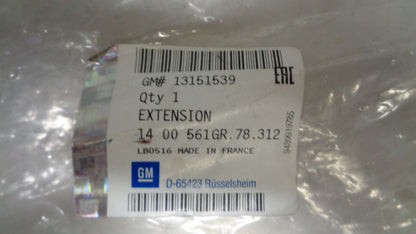 GM# 13151539
EAC
Qty 1
EXTENSION
14 00 561GR.78.312
LB0516 MADE IN FRANCE
GM
D-65423 Rüsselsheim